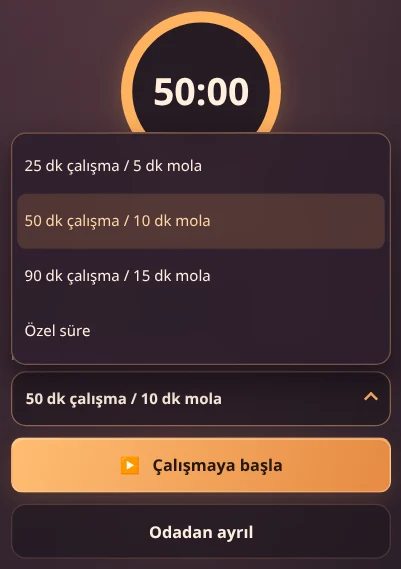 50:00
25 dk çalışma / 5 dk mola
50 dk çalışma / 10 dk mola
90 dk çalışma / 15 dk mola
Özel süre
50 dk çalışma / 10 dk mola
Çalışmaya başla
Odadan ayrıl